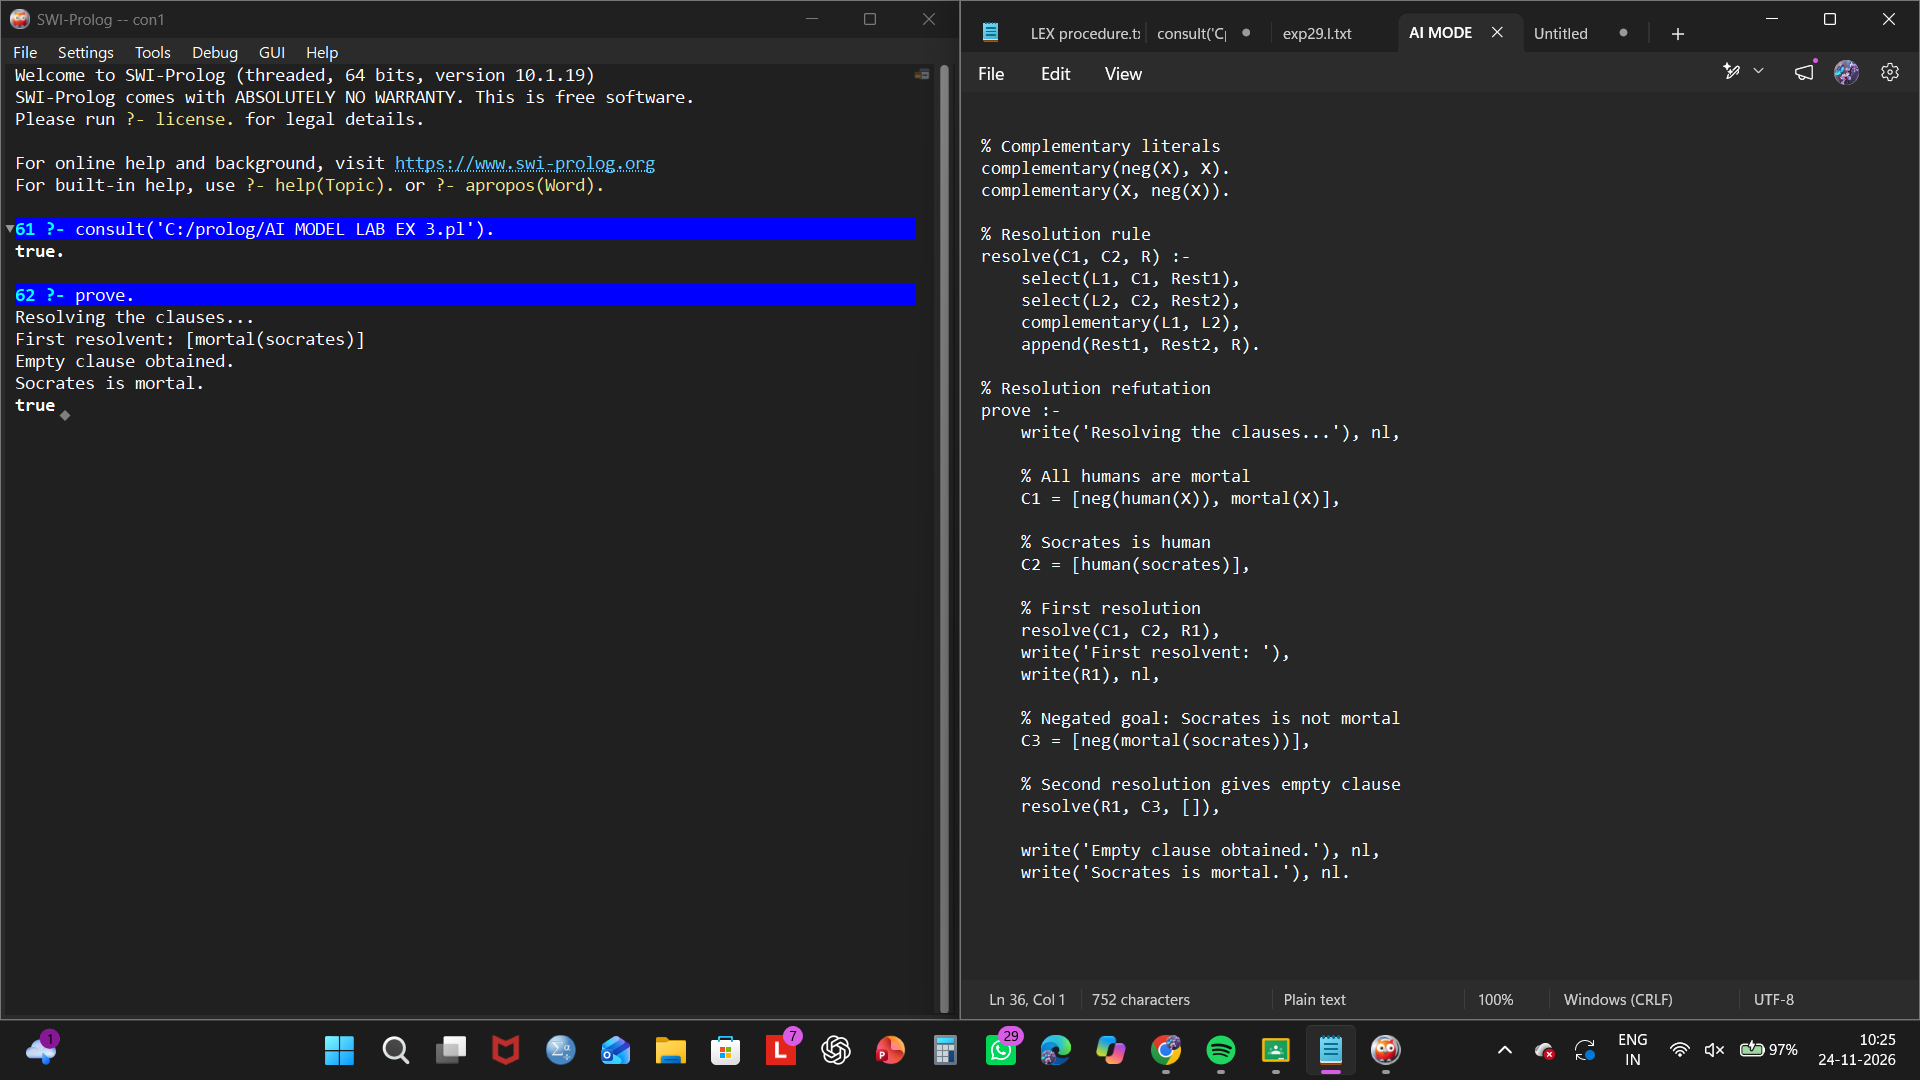 SWI-Prolog -- con1
File Settings Tools Debug GUI Help
Welcome to SWI-Prolog (threaded, 64 bits, version 10.1.19)
SWI-Prolog comes with ABSOLUTELY NO WARRANTY. This is free software.
Please run ?- license. for legal details.
For online help and background, visit https://www.swi-prolog.org
For built-in help, use ?- help(Topic). or ?- apropos(Word).
61 ?- consult('C:/prolog/AI MODEL LAB EX 3.pl').
true.
62 ?- prove.
Resolving the clauses...
First resolvent: [mortal(socrates)]
Empty clause obtained.
Socrates is mortal.
true
LEX procedure.t consult('C exp29.l.txt AI MODE Untitled
File Edit View
% Complementary literals
complementary(neg(X), X).
complementary(X, neg(X)).
% Resolution rule
resolve(C1, C2, R) :-
    select(L1, C1, Rest1),
    select(L2, C2, Rest2),
    complementary(L1, L2),
    append(Rest1, Rest2, R).
% Resolution refutation
prove :-
    write('Resolving the clauses...'), nl,
    % All humans are mortal
    C1 = [neg(human(X)), mortal(X)],
    % Socrates is human
    C2 = [human(socrates)],
    % First resolution
    resolve(C1, C2, R1),
    write('First resolvent: '),
    write(R1), nl,
    % Negated goal: Socrates is not mortal
    C3 = [neg(mortal(socrates))],
    % Second resolution gives empty clause
    resolve(R1, C3, []),
    write('Empty clause obtained.'), nl,
    write('Socrates is mortal.'), nl.
Ln 36, Col 1 752 characters Plain text 100% Windows (CRLF) UTF-8
1
7
29
ENG
IN
97%
10:25
24-11-2026